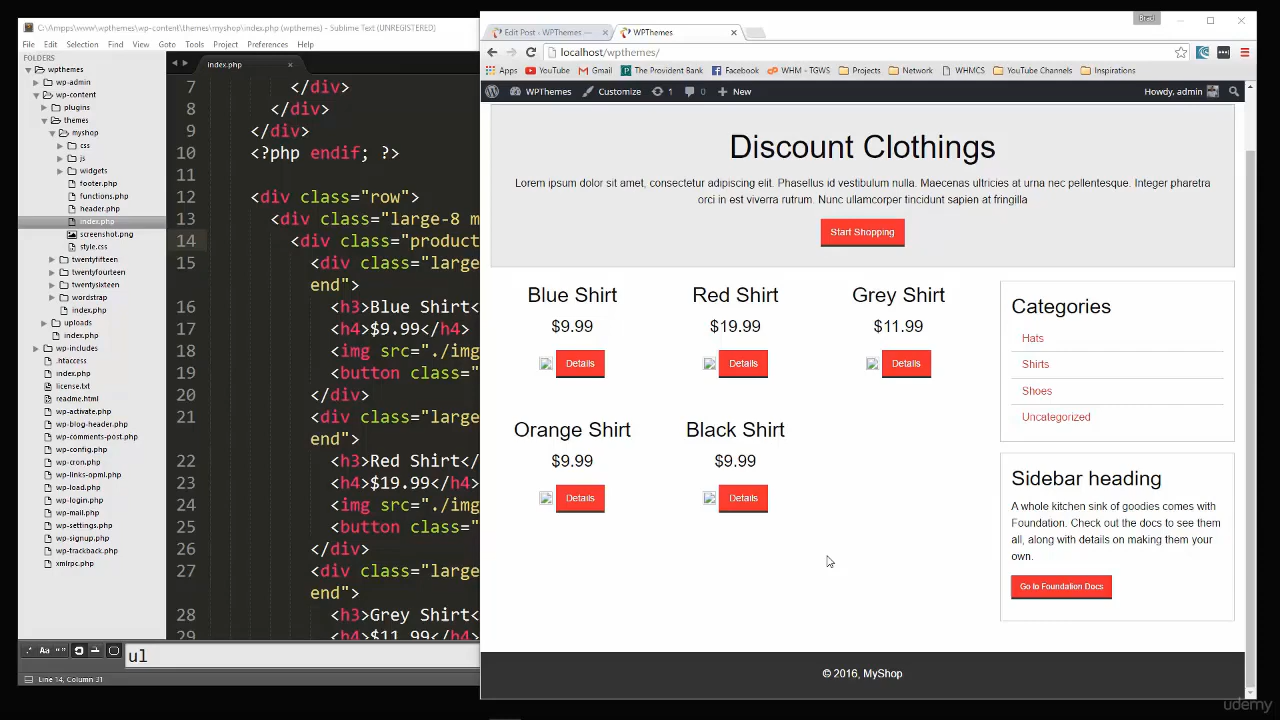 C:\Ampps\www\wpthemes\wp-content\themes\myshop\index.php (wpthemes) - Sublime Text (UNREGISTERED)
File Edit Selection Find View Goto Tools Project Preferences Help
FOLDERS
wpthemes
wp-admin
wp-content
plugins
themes
myshop
css
js
widgets
footer.php
functions.php
header.php
index.php
screenshot.png
style.css
twentyfifteen
twentyfourteen
twentysixteen
wordstrap
index.php
uploads
index.php
wp-includes
.htaccess
index.php
license.txt
readme.html
wp-activate.php
wp-blog-header.php
wp-comments-post.php
wp-config.php
wp-cron.php
wp-links-opml.php
wp-load.php
wp-login.php
wp-mail.php
wp-settings.php
wp-signup.php
wp-trackback.php
xmlrpc.php
index.php
7 </div>
8 </div>
9 </div>
10 <?php endif; ?>
11
12 <div class="row">
13 <div class="large-8 m
14 <div class="product
15 <div class="large
end">
16 <h3>Blue Shirt<
17 <h4>$9.99</h4>
18 <img src="./img
19 <button class="
20 </div>
21 <div class="large
end">
22 <h3>Red Shirt</
23 <h4>$19.99</h4>
24 <img src="./img
25 <button class="
26 </div>
27 <div class="large
end">
28 <h3>Grey Shirt<
29 <h4>$11.99</h4>
.* Aa ""
ul
Line 14, Column 31
Brad
Edit Post ‹ WPThemes —
WPThemes
localhost/wpthemes/
Apps YouTube Gmail The Provident Bank Facebook WHM - TGWS Projects Network WHMCS YouTube Channels Inspirations
WPThemes Customize 1 0 New Howdy, admin
Discount Clothings
Lorem ipsum dolor sit amet, consectetur adipiscing elit. Phasellus id vestibulum nulla. Maecenas ultricies at urna nec pellentesque. Integer pharetra
orci in est viverra rutrum. Nunc ullamcorper tincidunt sapien at fringilla
Start Shopping
Blue Shirt Red Shirt Grey Shirt
$9.99 $19.99 $11.99
Details Details Details
Orange Shirt Black Shirt
$9.99 $9.99
Details Details
Categories
Hats
Shirts
Shoes
Uncategorized
Sidebar heading
A whole kitchen sink of goodies comes with
Foundation. Check out the docs to see them
all, along with details on making them your
own.
Go to Foundation Docs
© 2016, MyShop
udemy